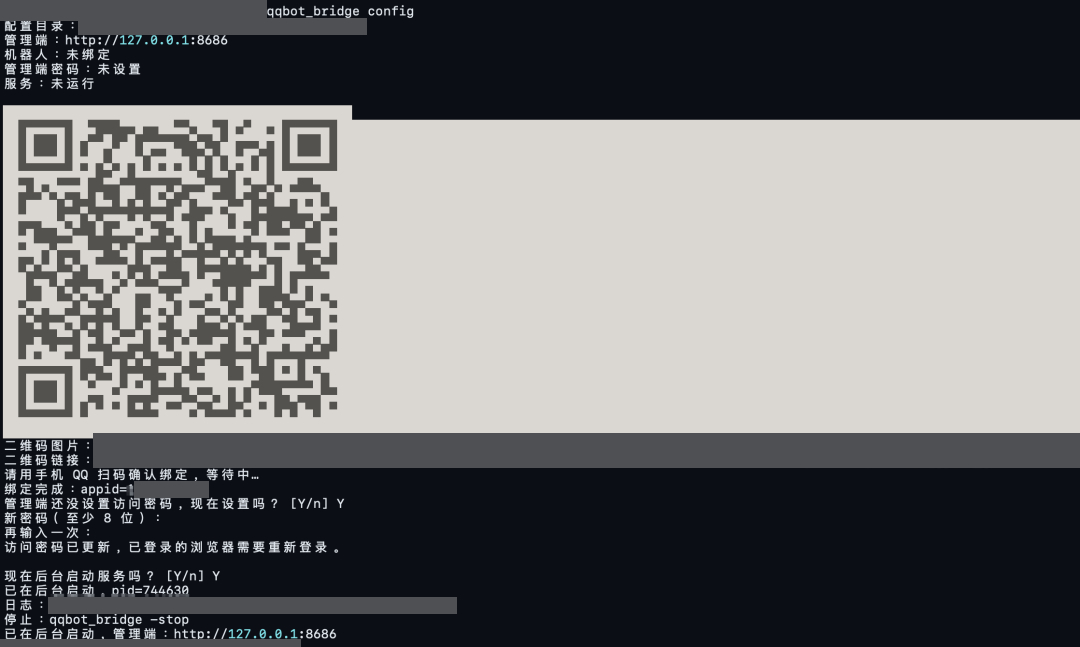 qqbot_bridge config
配置目录：
管理端：http://127.0.0.1:8686
机器人：未绑定
管理端密码：未设置
服务：未运行
二维码图片：
二维码链接：
请用手机 QQ 扫码确认绑定，等待中…
绑定完成：appid=
管理端还没设置访问密码，现在设置吗？ [Y/n] Y
新密码（至少 8 位）：
再输入一次：
访问密码已更新，已登录的浏览器需要重新登录。
现在后台启动服务吗？ [Y/n] Y
已在后台启动。pid=744630
日志：
停止：qqbot_bridge -stop
已在后台启动，管理端：http://127.0.0.1:8686